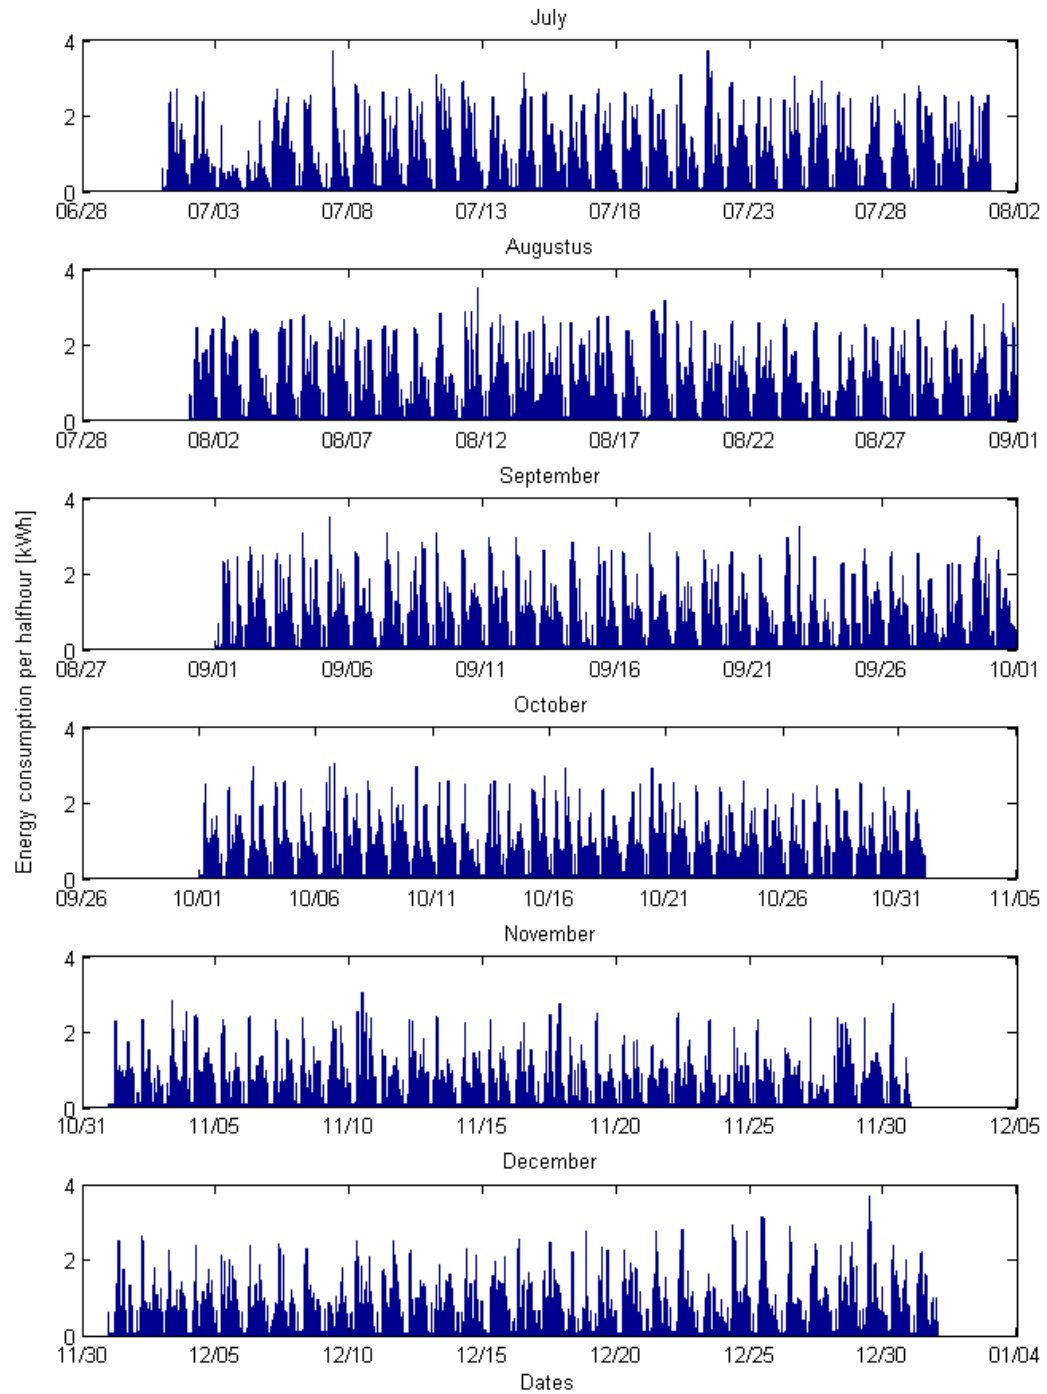 July
4
2
0
06/28 07/03 07/08 07/13 07/18 07/23 07/28 08/02
Augustus
4
2
0
07/28 08/02 08/07 08/12 08/17 08/22 08/27 09/01
September
4
2
0
08/27 09/01 09/06 09/11 09/16 09/21 09/26 10/01
Energy consumption per halfhour [kWh]
October
4
2
0
09/26 10/01 10/06 10/11 10/16 10/21 10/26 10/31 11/05
November
4
2
0
10/31 11/05 11/10 11/15 11/20 11/25 11/30 12/05
December
4
2
0
11/30 12/05 12/10 12/15 12/20 12/25 12/30 01/04
Dates